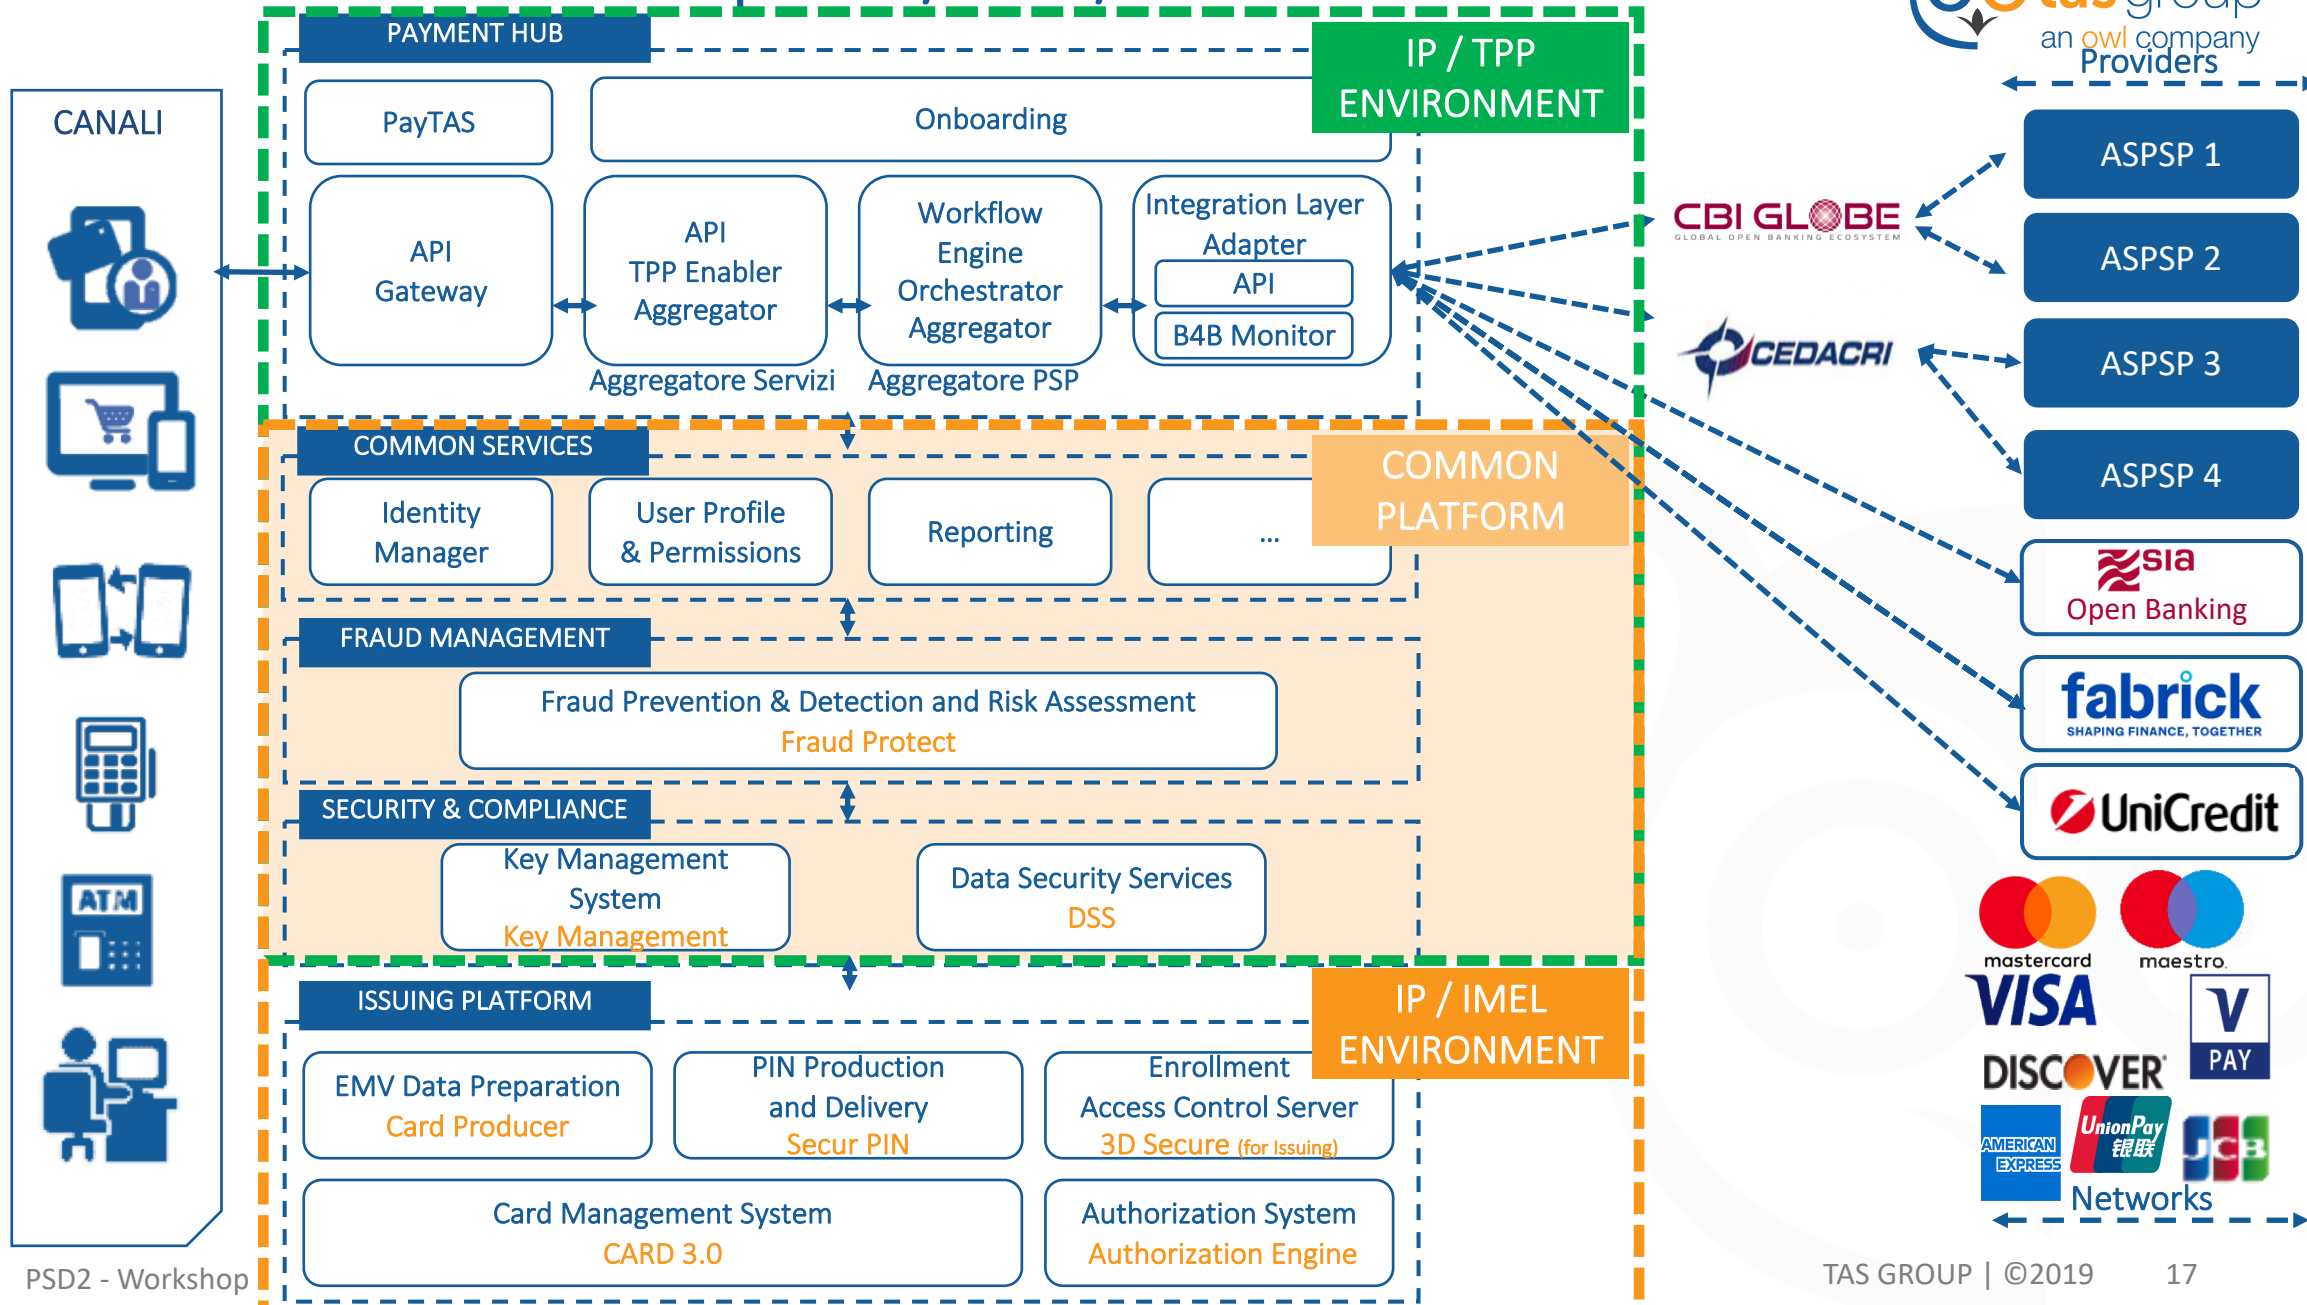 tas group
an owl company
Providers
PAYMENT HUB
IP / TPP
ENVIRONMENT
CANALI
PayTAS
Onboarding
API
Gateway
API
TPP Enabler
Aggregator
Workflow
Engine
Orchestrator
Aggregator
Integration Layer
Adapter
API
B4B Monitor
Aggregatore Servizi
Aggregatore PSP
CBI GLOBE
GLOBAL OPEN BANKING ECOSYSTEM
CEDACRI
ASPSP 1
ASPSP 2
ASPSP 3
ASPSP 4
sia
Open Banking
fabrick
SHAPING FINANCE, TOGETHER
UniCredit
COMMON SERVICES
COMMON
PLATFORM
Identity
Manager
User Profile
& Permissions
Reporting
...
FRAUD MANAGEMENT
Fraud Prevention & Detection and Risk Assessment
Fraud Protect
SECURITY & COMPLIANCE
Key Management
System
Key Management
Data Security Services
DSS
ATM
ISSUING PLATFORM
IP / IMEL
ENVIRONMENT
EMV Data Preparation
Card Producer
PIN Production
and Delivery
Secur PIN
Enrollment
Access Control Server
3D Secure (for Issuing)
Card Management System
CARD 3.0
Authorization System
Authorization Engine
mastercard
maestro.
VISA
V
PAY
DISCOVER
AMERICAN
EXPRESS
UnionPay
银联
JCB
Networks
PSD2 - Workshop
TAS GROUP | ©2019
17